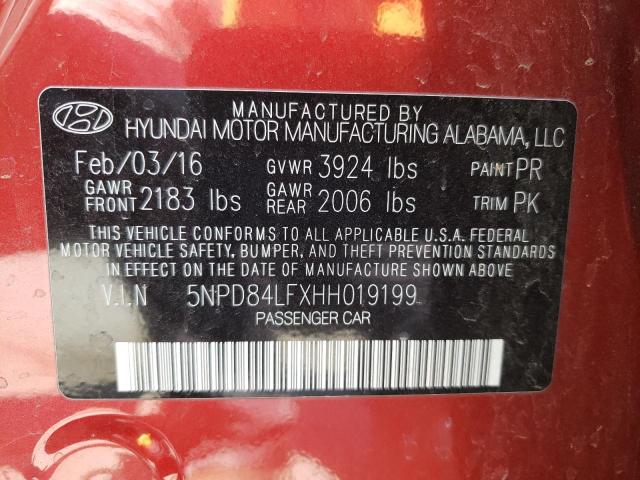 MANUFACTURED BY
HYUNDAI MOTOR MANUFACTURING ALABAMA, LLC
Feb/03/16 GVWR 3924 lbs PAINT PR
GAWR FRONT 2183 lbs GAWR REAR 2006 lbs TRIM PK
THIS VEHICLE CONFORMS TO ALL APPLICABLE U.S.A. FEDERAL
MOTOR VEHICLE SAFETY, BUMPER, AND THEFT PREVENTION STANDARDS
IN EFFECT ON THE DATE OF MANUFACTURE SHOWN ABOVE.
V.I.N 5NPD84LFXHH019199
PASSENGER CAR